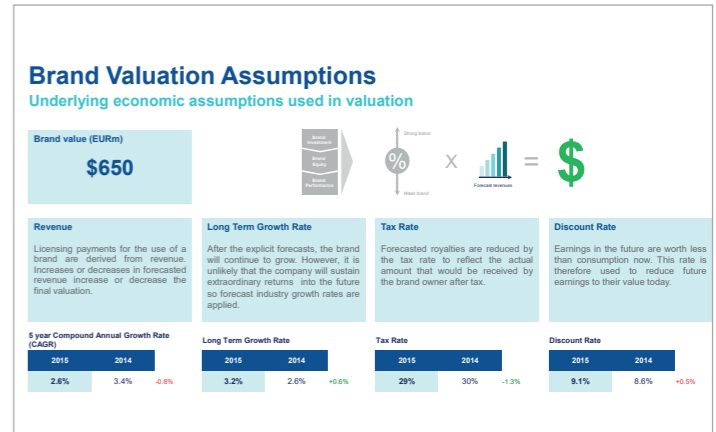 Brand Valuation Assumptions
Underlying economic assumptions used in valuation
Brand value (EURm)
$650
Brand
Investment
Brand
Equity
Brand
Performance
Strong brand
%
Weak brand
X
Forecast revenues
=
$
Revenue
Licensing payments for the use of a
brand are derived from revenue.
Increases or decreases in forecasted
revenue increase or decrease the
final valuation.
Long Term Growth Rate
After the explicit forecasts, the brand
will continue to grow. However, it is
unlikely that the company will sustain
extraordinary returns into the future
so forecast industry growth rates are
applied.
Tax Rate
Forecasted royalties are reduced by
the tax rate to reflect the actual
amount that would be received by
the brand owner after tax.
Discount Rate
Earnings in the future are worth less
than consumption now. This rate is
therefore used to reduce future
earnings to their value today.
5 year Compound Annual Growth Rate
(CAGR)
2015 2014
2.6% 3.4% -0.8%
Long Term Growth Rate
2015 2014
3.2% 2.6% +0.6%
Tax Rate
2015 2014
29% 30% -1.3%
Discount Rate
2015 2014
9.1% 8.6% +0.5%